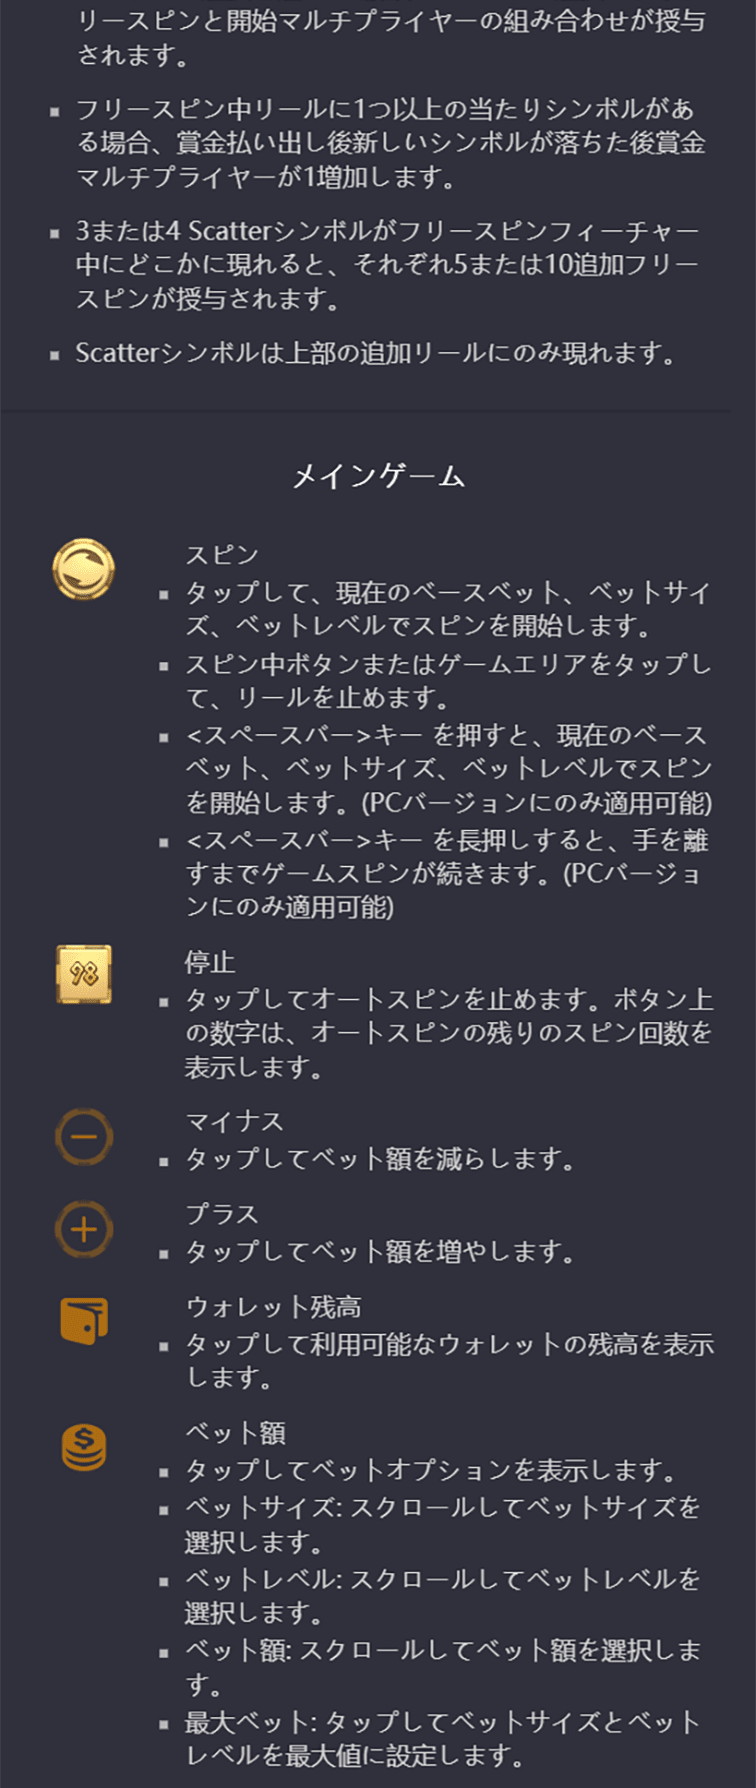 リースピンと開始マルチプライヤーの組み合わせが授与
されます。
▪ フリースピン中リールに1つ以上の当たりシンボルがあ
る場合、賞金払い出し後新しいシンボルが落ちた後賞金
マルチプライヤーが1増加します。
▪ 3または4 Scatterシンボルがフリースピンフィーチャー
中にどこかに現れると、それぞれ5または10追加フリー
スピンが授与されます。
▪ Scatterシンボルは上部の追加リールにのみ現れます。
メインゲーム
スピン
▪ タップして、現在のベースベット、ベットサイ
ズ、ベットレベルでスピンを開始します。
▪ スピン中ボタンまたはゲームエリアをタップし
て、リールを止めます。
▪ <スペースバー>キー を押すと、現在のベース
ベット、ベットサイズ、ベットレベルでスピン
を開始します。(PCバージョンにのみ適用可能)
▪ <スペースバー>キー を長押しすると、手を離
すまでゲームスピンが続きます。(PCバージョ
ンにのみ適用可能)
98
停止
▪ タップしてオートスピンを止めます。ボタン上
の数字は、オートスピンの残りのスピン回数を
表示します。
マイナス
▪ タップしてベット額を減らします。
プラス
▪ タップしてベット額を増やします。
ウォレット残高
▪ タップして利用可能なウォレットの残高を表示
します。
$
ベット額
▪ タップしてベットオプションを表示します。
▪ ベットサイズ: スクロールしてベットサイズを
選択します。
▪ ベットレベル: スクロールしてベットレベルを
選択します。
▪ ベット額: スクロールしてベット額を選択しま
す。
▪ 最大ベット: タップしてベットサイズとベット
レベルを最大値に設定します。